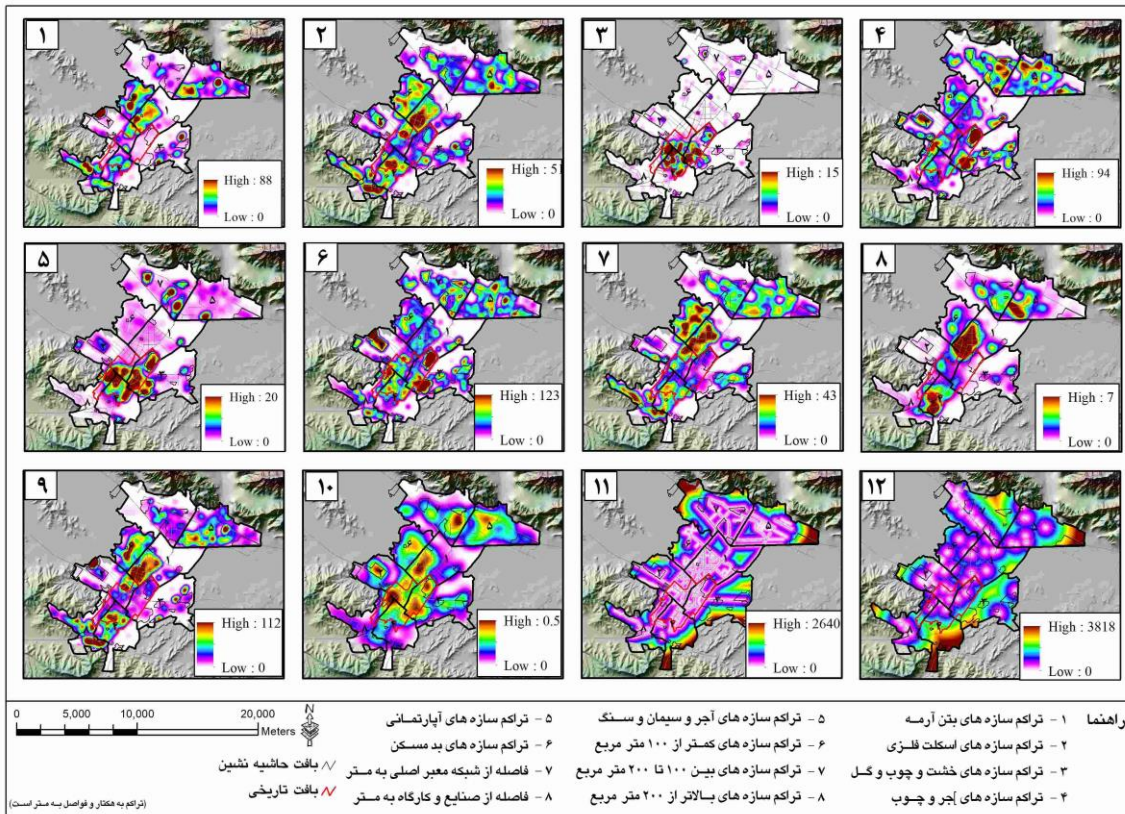 ۱
۲
۳
۴
High : 88
Low : 0
High : 51
Low : 0
High : 15
Low : 0
High : 94
Low : 0
۵
۶
۷
۸
High : 20
Low : 0
High : 123
Low : 0
High : 43
Low : 0
High : 7
Low : 0
۹
۱۰
۱۱
۱۲
High : 112
Low : 0
High : 0.5
Low : 0
High : 2640
Low : 0
High : 3818
Low : 0
راهنما
۱ - تراکم سازه های بتن آرمه
۲ - تراکم سازه های اسکلت فلزی
۳ - تراکم سازه های خشت و چوب و گل
۴ - تراکم سازه های آجر و چوب
۵ - تراکم سازه های آجر و سیمان و سنگ
۶ - تراکم سازه های کمتر از ۱۰۰ متر مربع
۷ - تراکم سازه های بین ۱۰۰ تا ۲۰۰ متر مربع
۸ - تراکم سازه های بالاتر از ۲۰۰ متر مربع
۵ - تراکم سازه های آپارتمانی
۶ - تراکم سازه های بد مسکن
۷ - فاصله از شبکه معبر اصلی به متر
۸ - فاصله از صنایع و کارگاه به متر
0 5,000 10,000 20,000
Meters
N
بافت حاشیه نشین
بافت تاریخی
(تراکم به هکتار و فواصل به متر است)